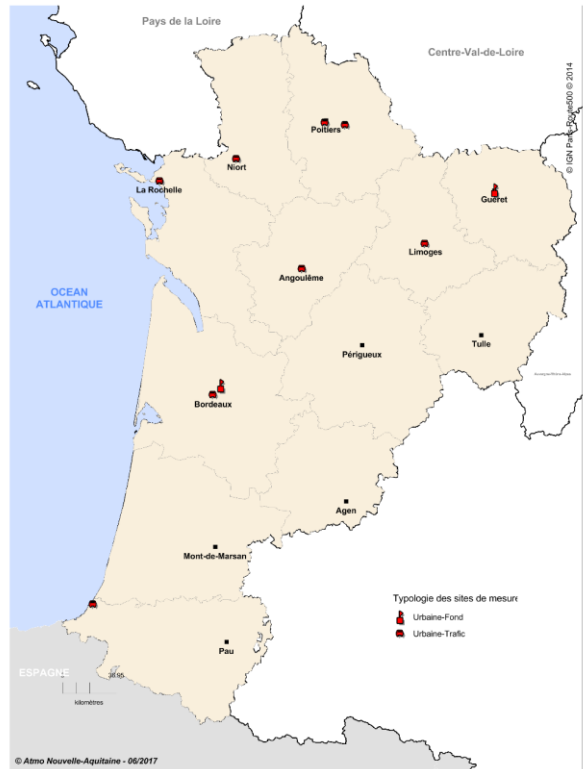 Pays de la Loire
Centre-Val-de-Loire
© IGN Paris-Route500 © 2014
Poitiers
Niort
La Rochelle
Guéret
Limoges
Angoulême
OCEAN
ATLANTIQUE
Périgueux
Tulle
Bordeaux
Agen
Mont-de-Marsan
Typologie des sites de mesure
Urbaine-Fond
Urbaine-Trafic
Pau
ESPAGNE
kilomètres
© Atmo Nouvelle-Aquitaine - 06/2017